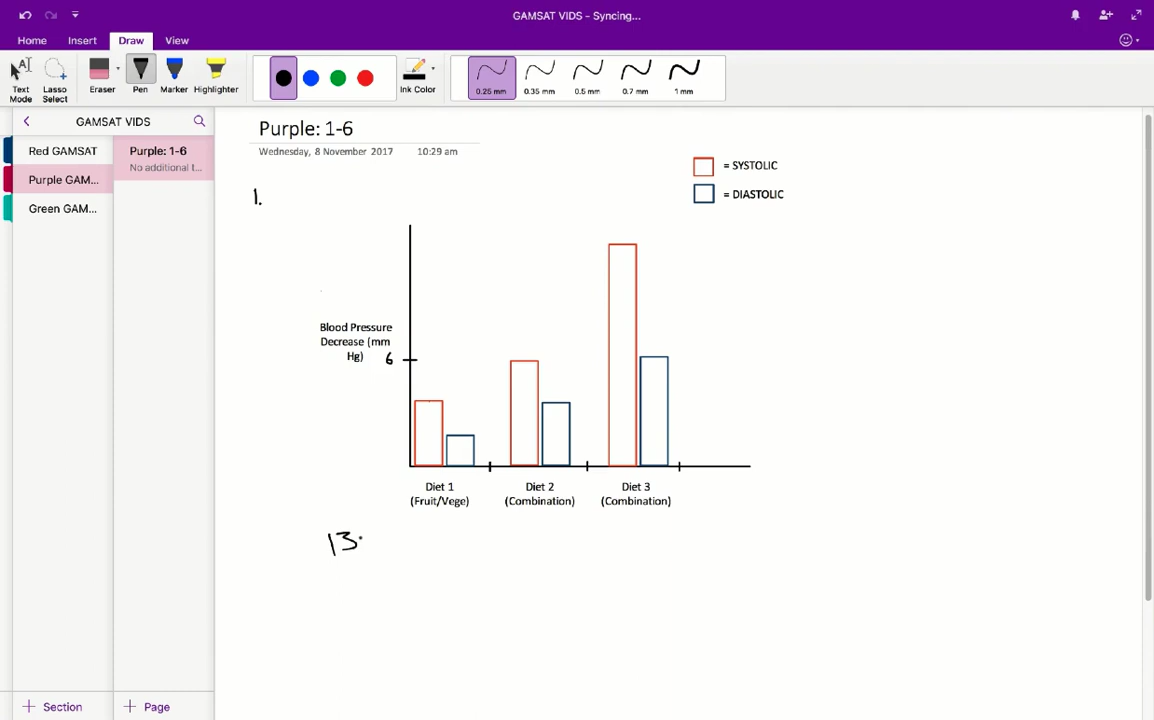 GAMSAT VIDS - Syncing...
Home Insert Draw View
Text Mode
Lasso Select
Eraser
Pen
Marker
Highlighter
Ink Color
0.25 mm
0.35 mm
0.5 mm
0.7 mm
1 mm
GAMSAT VIDS
Red GAMSAT
Purple GAM...
Green GAM...
Purple: 1-6
No additional t...
Purple: 1-6
Wednesday, 8 November 2017 10:29 am
= SYSTOLIC
= DIASTOLIC
1.
Blood Pressure
Decrease (mm
Hg) 6
Diet 1
(Fruit/Vege)
Diet 2
(Combination)
Diet 3
(Combination)
13
+ Section
+ Page